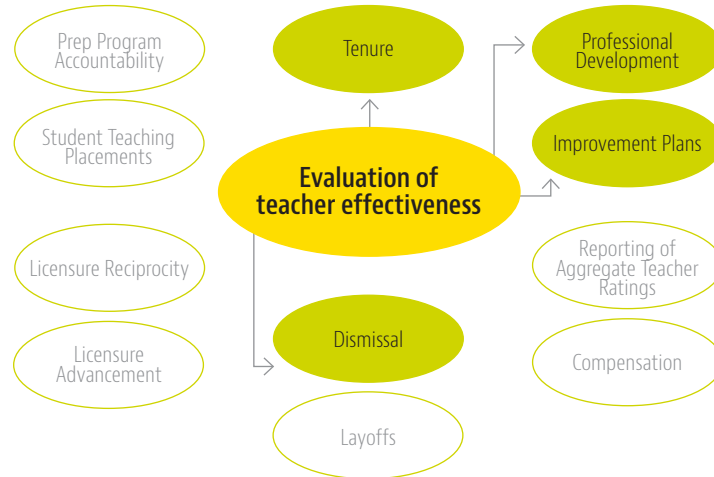 Prep Program
Accountability
Tenure
Professional
Development
Student Teaching
Placements
Improvement Plans
Evaluation of
teacher effectiveness
Licensure Reciprocity
Reporting of
Aggregate Teacher
Ratings
Dismissal
Licensure
Advancement
Compensation
Layoffs